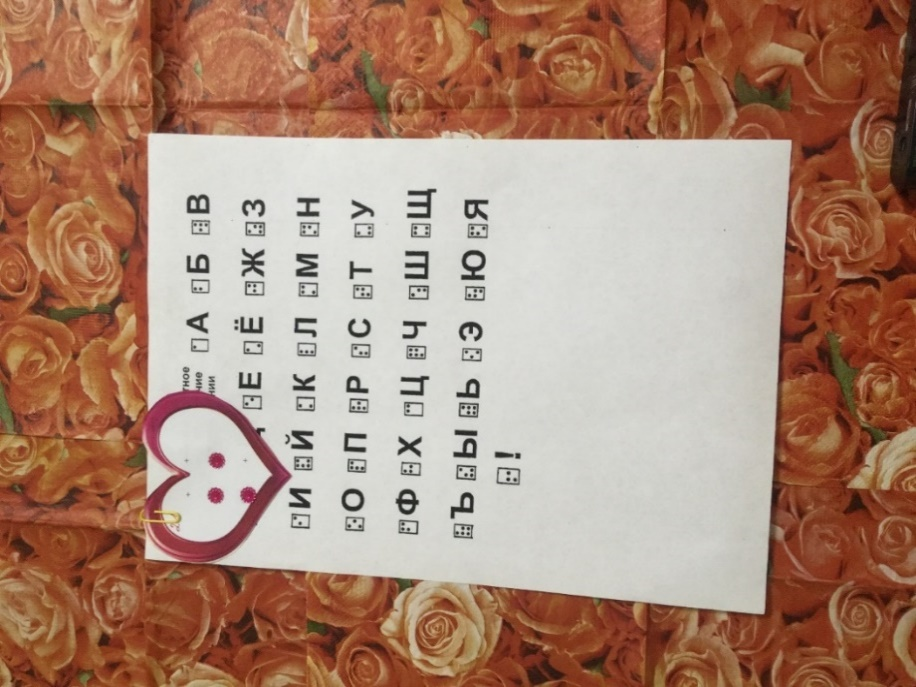 А Б В
Е Ё Ж З
И Й К Л М Н
О П Р С Т У
Ф Х Ц Ч Ш Щ
Ъ Ы Ь Э Ю Я
!